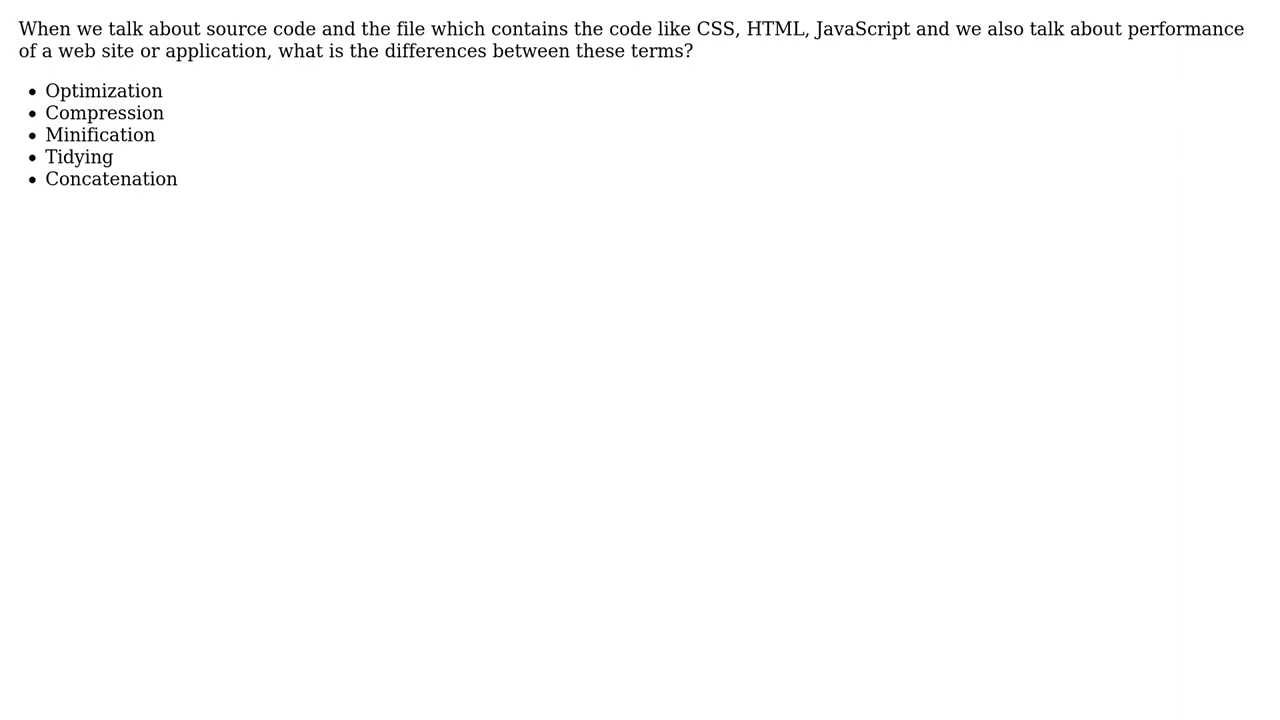 When we talk about source code and the file which contains the code like CSS, HTML, JavaScript and we also talk about performance
of a web site or application, what is the differences between these terms?
• Optimization
• Compression
• Minification
• Tidying
• Concatenation